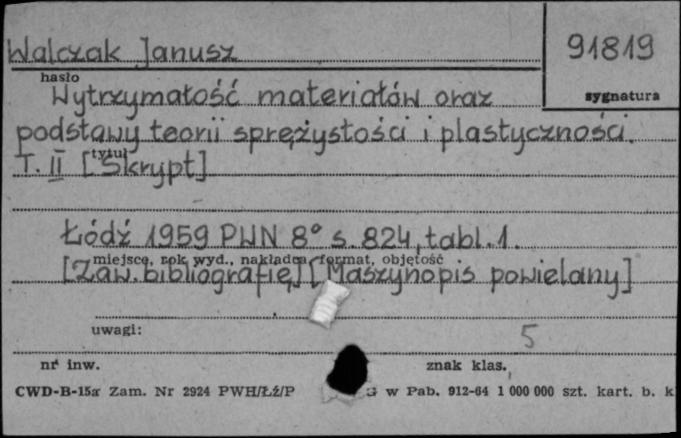 Walczak Janusz
91819
hasło
sygnatura
Wytrzymałość materiałów oraz
podstawy teorii sprężystości i plastyczności.
tytuł
T. II [Skrypt]
Łódź 1959 PWN 8° s. 824, tabl. 1.
miejsce, rok wyd., nakładca, format, objętość
[Zaw. bibliografię] [Maszynopis powielany]
uwagi:
5
nr inw.
znak klas.
CWD-B-15a Zam. Nr 2924 PWH/Łź/P G w Pab. 912-64 1 000 000 szt. kart. b. k